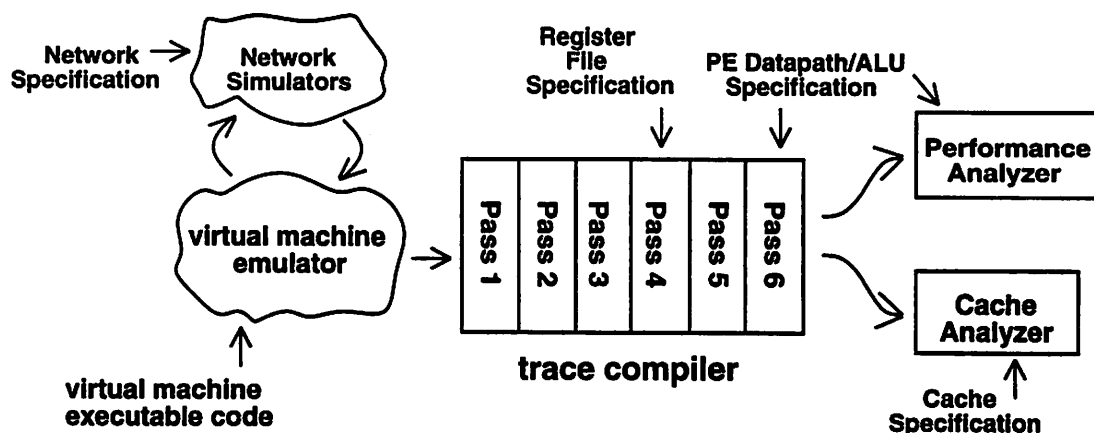 Network
Specification
Network
Simulators
Register
File
Specification
PE Datapath/ALU
Specification
Performance
Analyzer
virtual machine
emulator
Pass 1
Pass 2
Pass 3
Pass 4
Pass 5
Pass 6
Cache
Analyzer
trace compiler
virtual machine
executable code
Cache
Specification